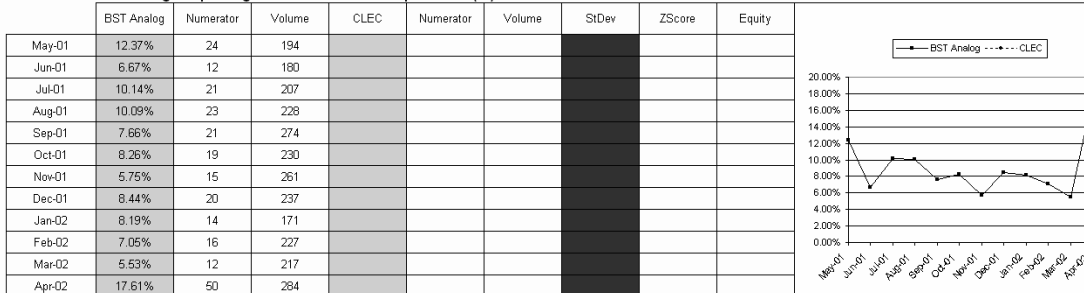 BST Analog Numerator Volume CLEC Numerator Volume StDev ZScore Equity
May-01 12.37% 24 194
Jun-01 6.67% 12 180
Jul-01 10.14% 21 207
Aug-01 10.09% 23 228
Sep-01 7.66% 21 274
Oct-01 8.26% 19 230
Nov-01 5.75% 15 261
Dec-01 8.44% 20 237
Jan-02 8.19% 14 171
Feb-02 7.05% 16 227
Mar-02 5.53% 12 217
Apr-02 17.61% 50 284
BST Analog CLEC
20.00%
18.00%
16.00%
14.00%
12.00%
10.00%
8.00%
6.00%
4.00%
2.00%
0.00%
May-01 Jun-01 Jul-01 Aug-01 Sep-01 Oct-01 Nov-01 Dec-01 Jan-02 Feb-02 Mar-02